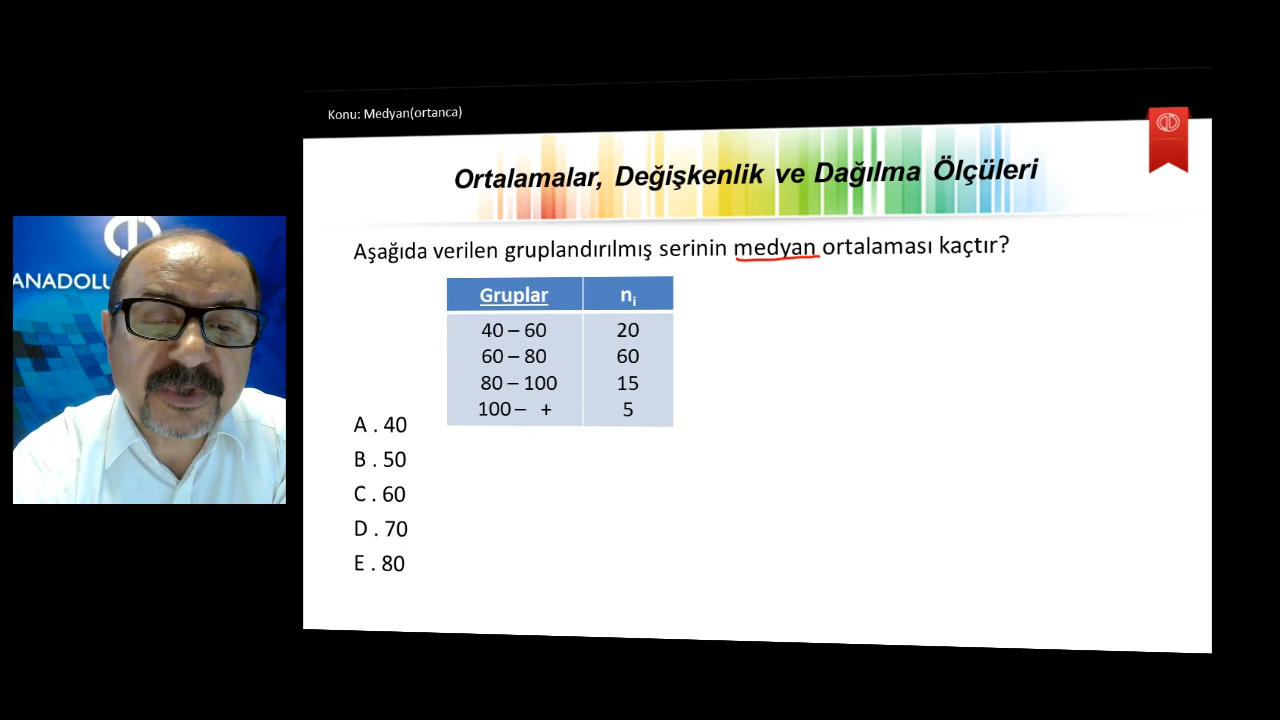 Konu: Medyan(ortanca)
Ortalamalar, Değişkenlik ve Dağılma Ölçüleri
ANADOLU
Aşağıda verilen gruplandırılmış serinin medyan ortalaması kaçtır?
Gruplar ni
40 – 60 20
60 – 80 60
80 – 100 15
100 – + 5
A . 40
B . 50
C . 60
D . 70
E . 80